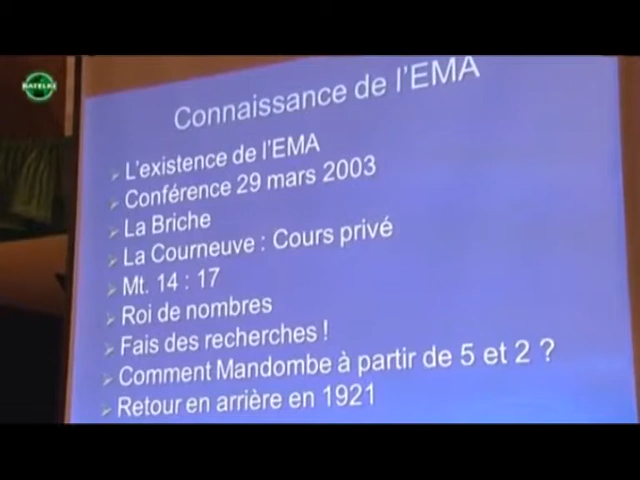 BATELKI
Connaissance de l'EMA
L'existence de l'EMA
Conférence 29 mars 2003
La Briche
La Courneuve : Cours privé
Mt. 14 : 17
Roi de nombres
Fais des recherches !
Comment Mandombe à partir de 5 et 2 ?
Retour en arrière en 1921